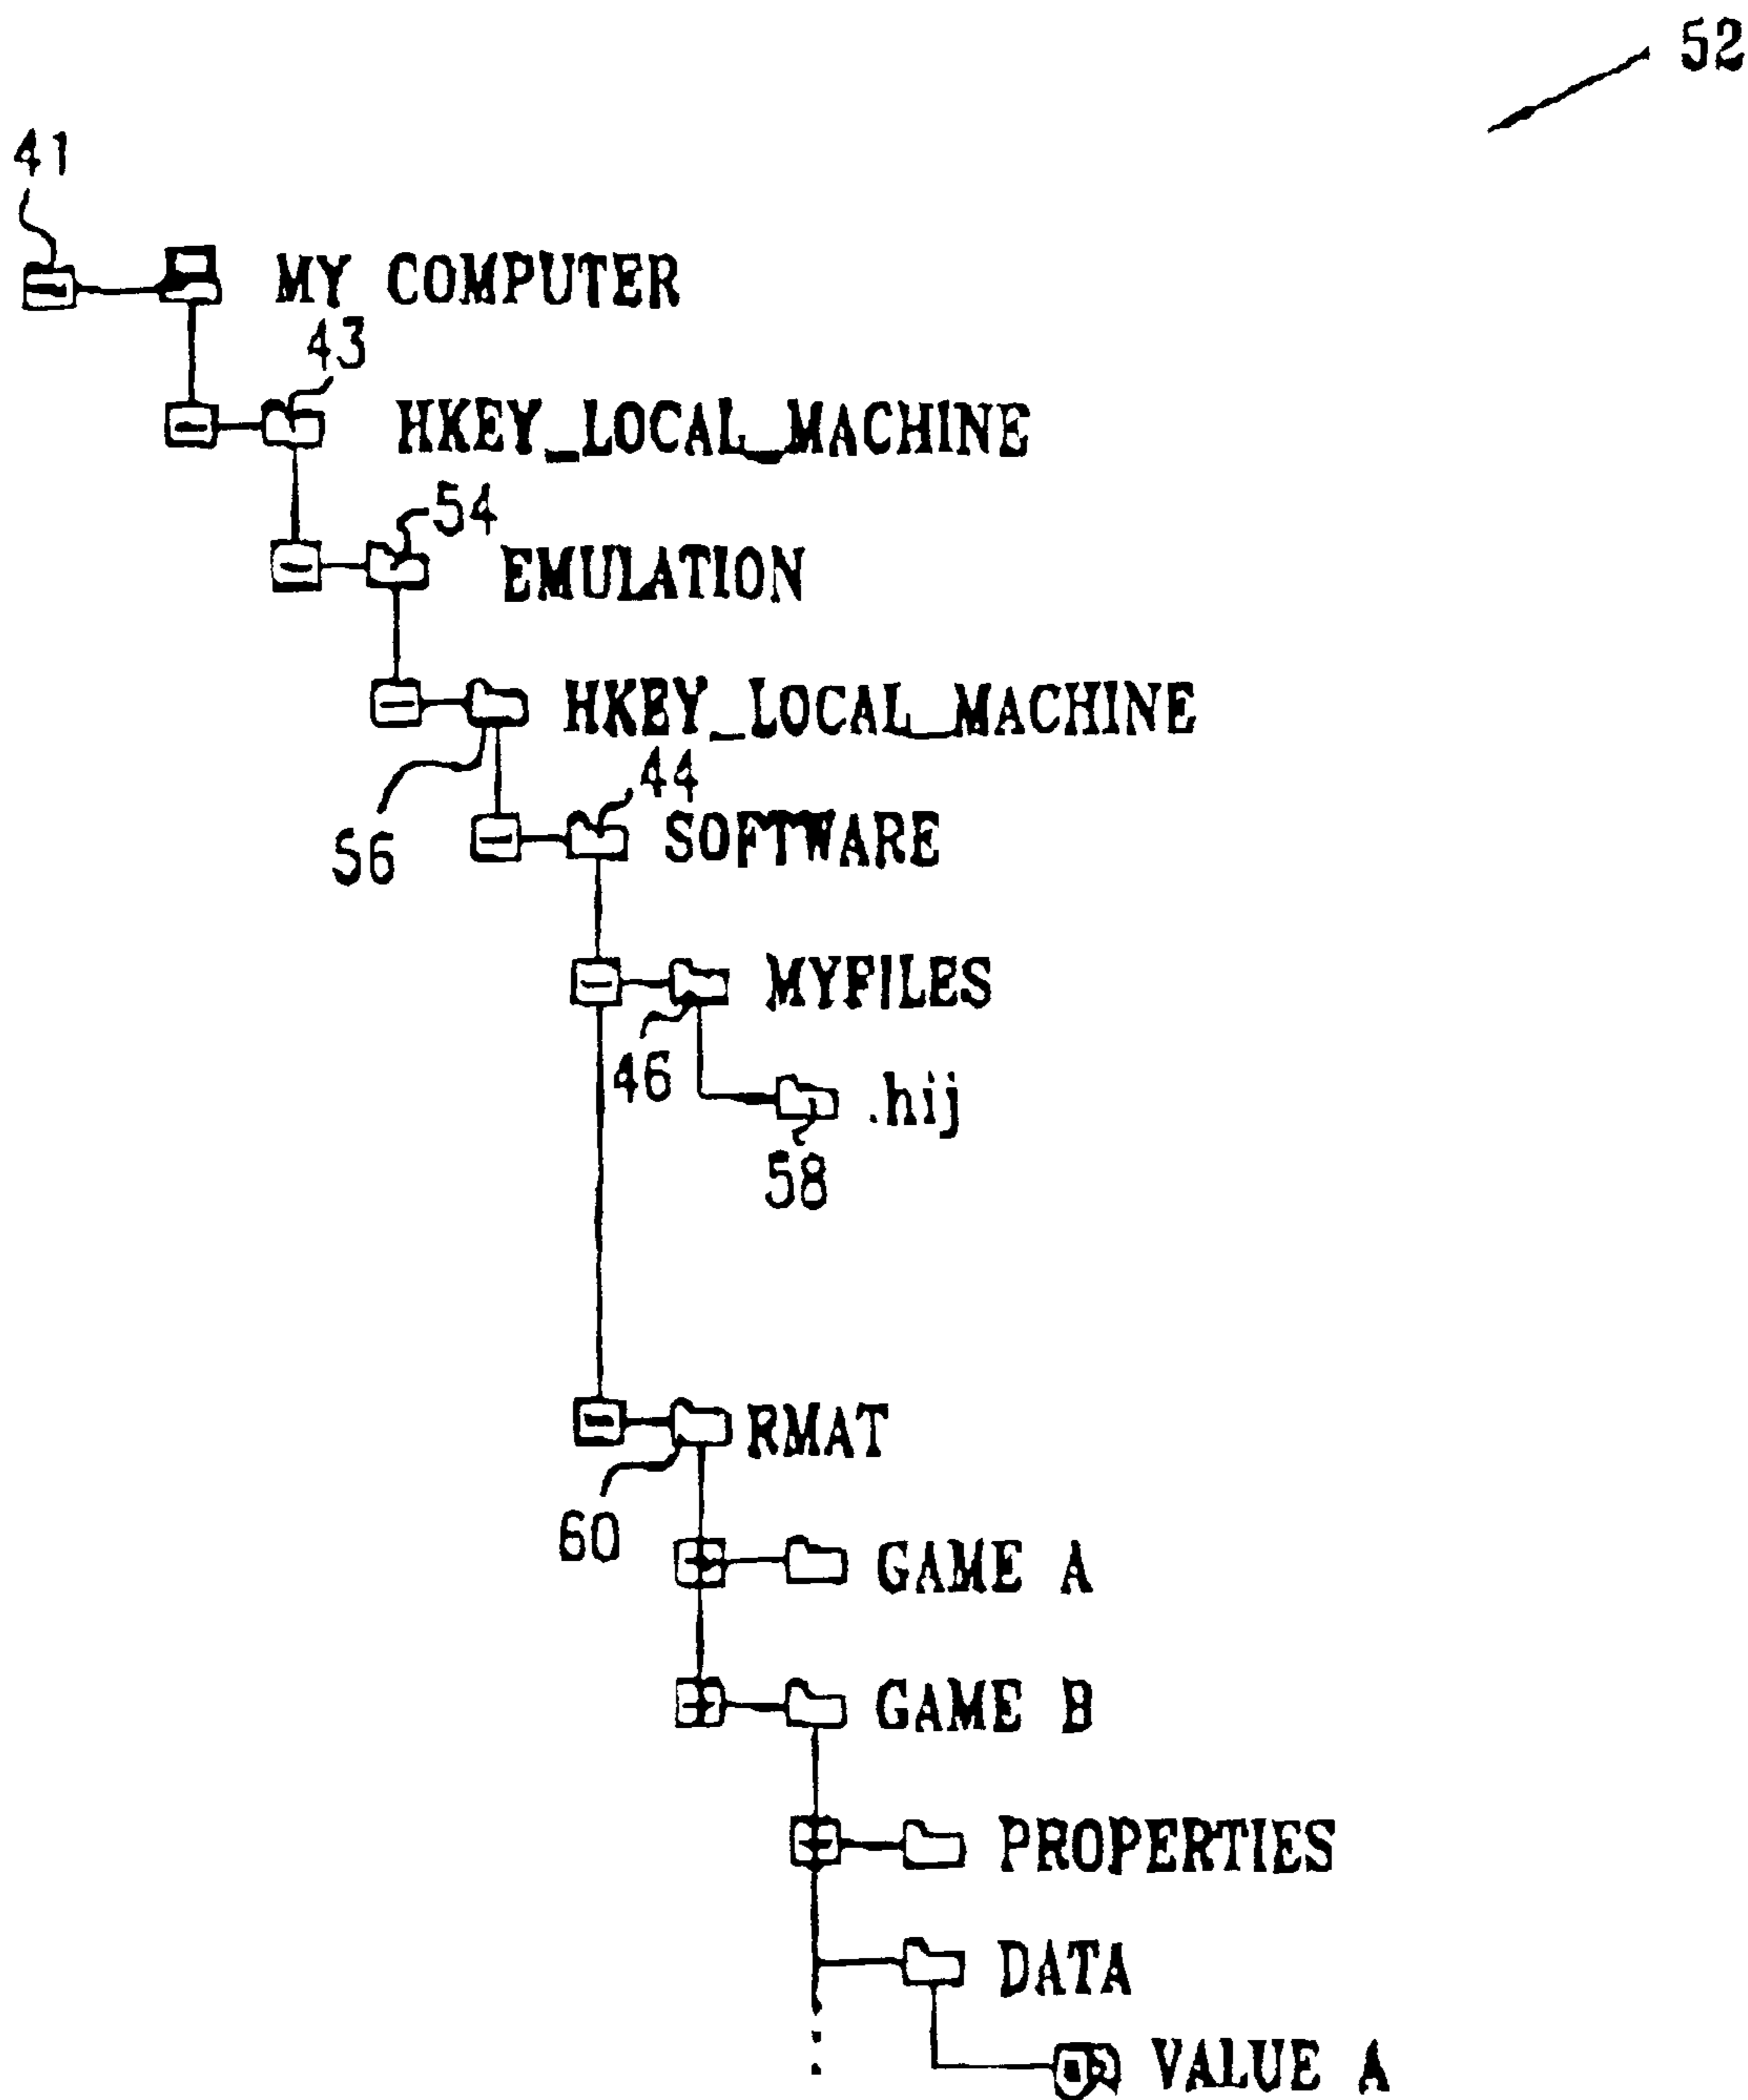 52
41
MY COMPUTER
43
HKEY_LOCAL_MACHINE
54
EMULATION
HKEY_LOCAL_MACHINE
44
56
SOFTWARE
MYFILES
46
.hij
58
RMAT
60
GAME A
GAME B
PROPERTIES
DATA
VALUE A